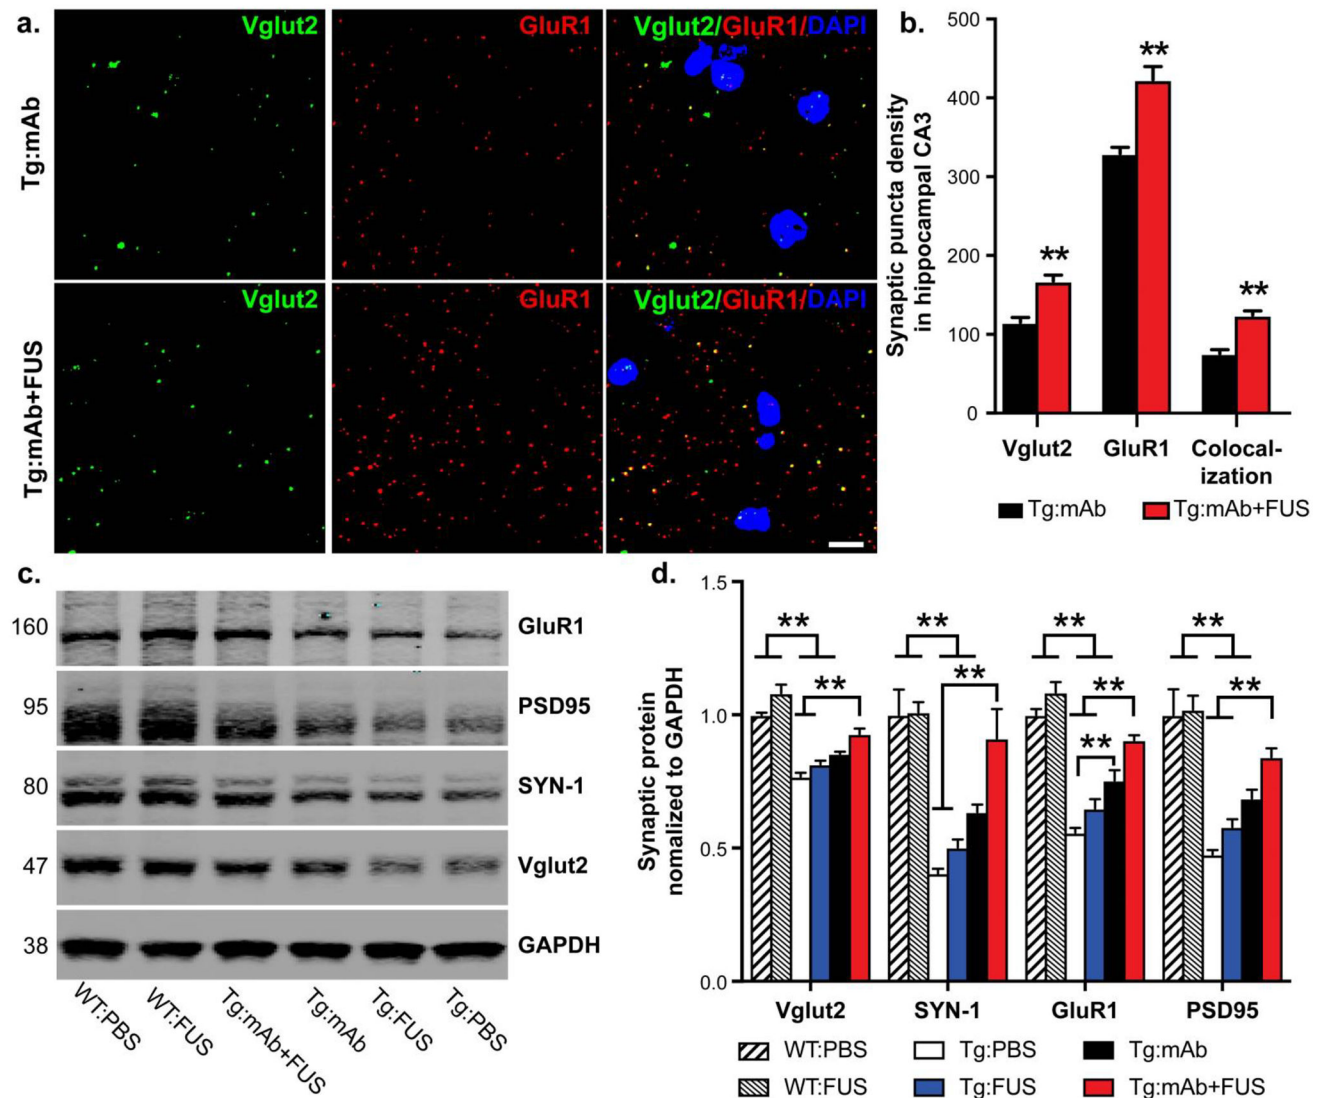 a.
Vglut2
GluR1
Vglut2/GluR1/DAPI
Tg:mAb
Vglut2
GluR1
Vglut2/GluR1/DAPI
Tg:mAb+FUS
b.
Synaptic puncta density
in hippocampal CA3
500
400
300
200
100
0
**
**
**
Vglut2
GluR1
Colocal-
ization
Tg:mAb
Tg:mAb+FUS
c.
160
GluR1
95
PSD95
80
SYN-1
47
Vglut2
38
GAPDH
WT:PBS
WT:FUS
Tg:mAb+FUS
Tg:mAb
Tg:FUS
Tg:PBS
d.
Synaptic protein
nomalized to GAPDH
1.5
1.0
0.5
0.0
**
**
**
**
**
**
**
**
**
Vglut2
SYN-1
GluR1
PSD95
WT:PBS
Tg:PBS
Tg:mAb
WT:FUS
Tg:FUS
Tg:mAb+FUS